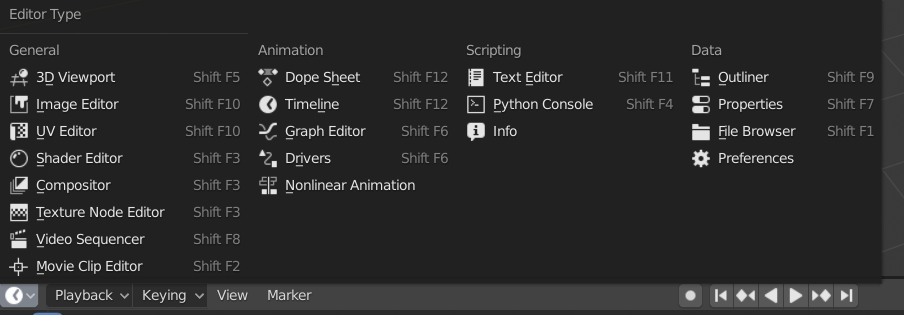 Editor Type
General
3D Viewport Shift F5
Image Editor Shift F10
UV Editor Shift F10
Shader Editor Shift F3
Compositor Shift F3
Texture Node Editor Shift F3
Video Sequencer Shift F8
Movie Clip Editor Shift F2
Animation
Dope Sheet Shift F12
Timeline Shift F12
Graph Editor Shift F6
Drivers Shift F6
Nonlinear Animation
Scripting
Text Editor Shift F11
Python Console Shift F4
Info
Data
Outliner Shift F9
Properties Shift F7
File Browser Shift F1
Preferences
Playback Keying View Marker